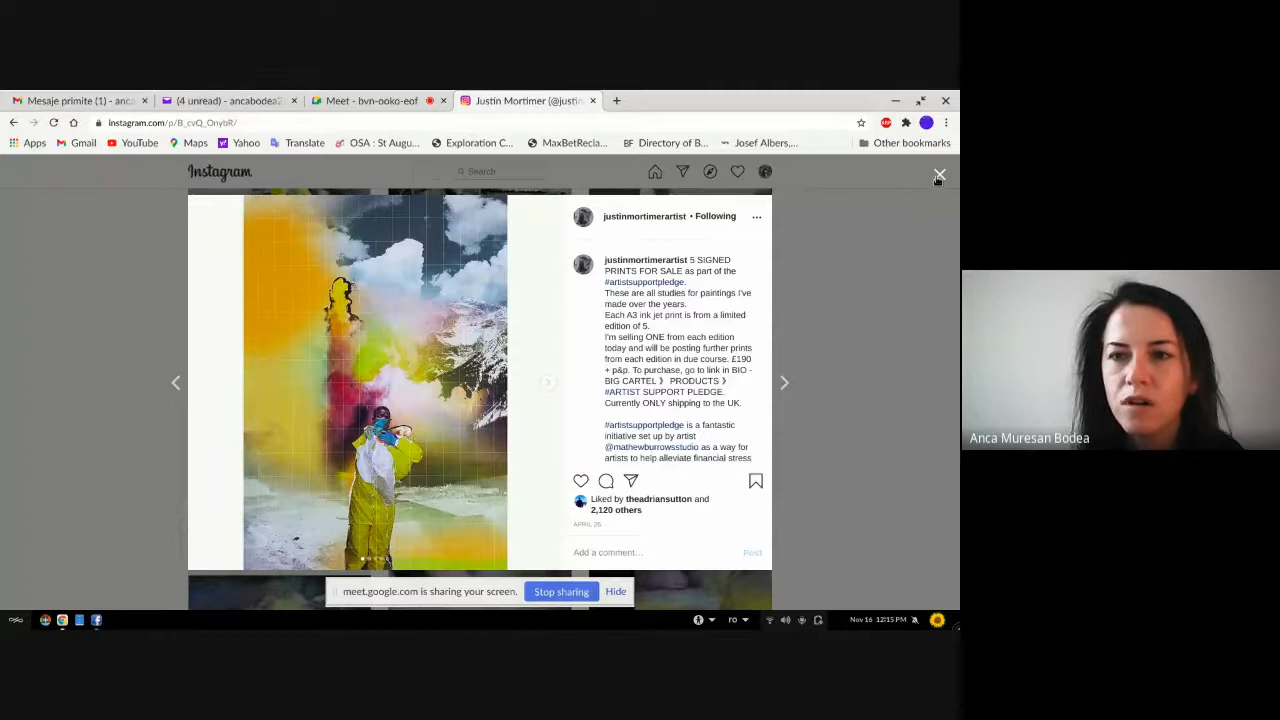 Mesaje primite (1) - anca
(4 unread) - ancabodea2
Meet - bvn-ooko-eof
Justin Mortimer (@justin
instagram.com/p/B_cvQ_OnybR/
Apps
Gmail
YouTube
Maps
Yahoo
Translate
OSA : St Augu...
Exploration C...
MaxBetRecla...
BF Directory of B...
Josef Albers,...
Other bookmarks
Instagram
Search
justinmortimerartist • Following
justinmortimerartist 5 SIGNED
PRINTS FOR SALE as part of the
#artistsupportpledge.
These are all studies for paintings I've
made over the years.
Each A3 ink jet print is from a limited
edition of 5.
I'm selling ONE from each edition
today and will be posting further prints
from each edition in due course. £190
+ p&p. To purchase, go to link in BIO -
BIG CARTEL 》 PRODUCTS 》
#ARTIST SUPPORT PLEDGE.
Currently ONLY shipping to the UK.
#artistsupportpledge is a fantastic
initiative set up by artist
@mathewburrowsstudio as a way for
artists to help alleviate financial stress
Liked by theadriansutton and
2,120 others
APRIL 26
Add a comment...
Post
meet.google.com is sharing your screen.
Stop sharing
Hide
ro
Nov 16 12:15 PM
Anca Muresan Bodea